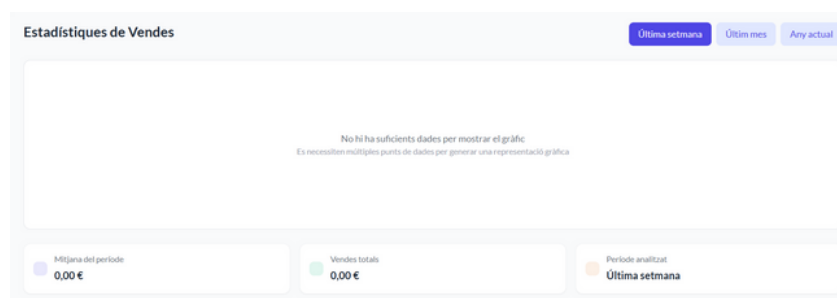 Estadístiques de Vendes
Última setmana
Últim mes
Any actual
No hi ha suficients dades per mostrar el gràfic
Es necessiten múltiples punts de dades per generar una representació gràfica
Mitjana del període
0,00 €
Vendes totals
0,00 €
Període analitzat
Última setmana